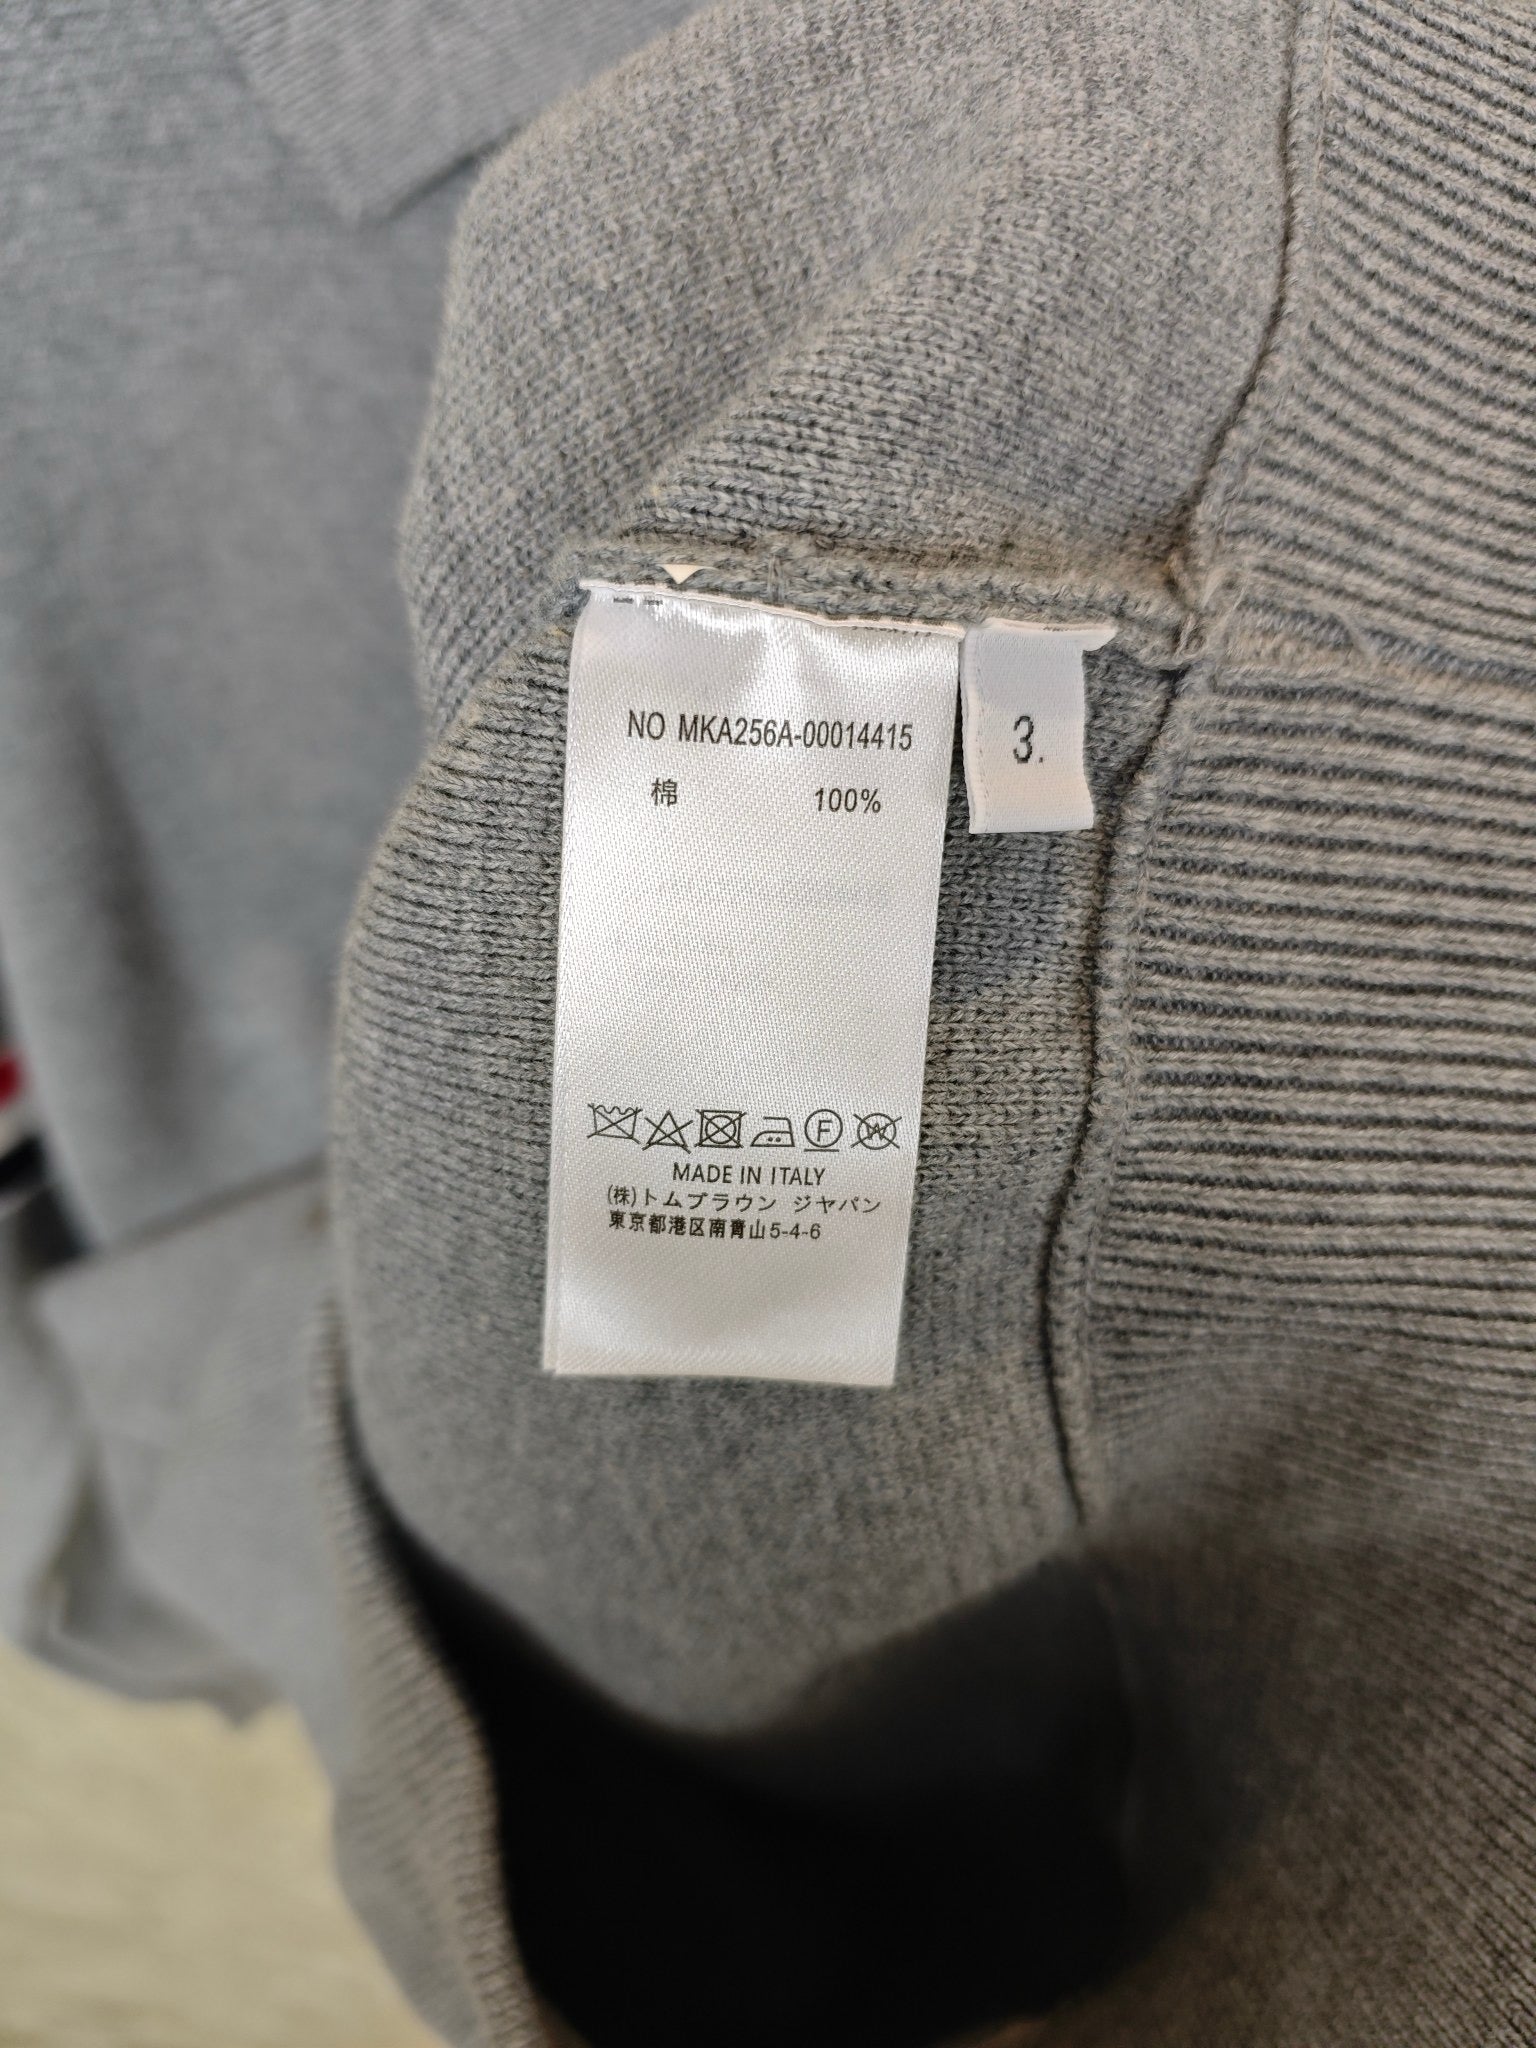 NO MKA256A-00014415
棉 100%
3.
F
W
MADE IN ITALY
(株)トムブラウン ジヤパン
東京都港区南青山5-4-6